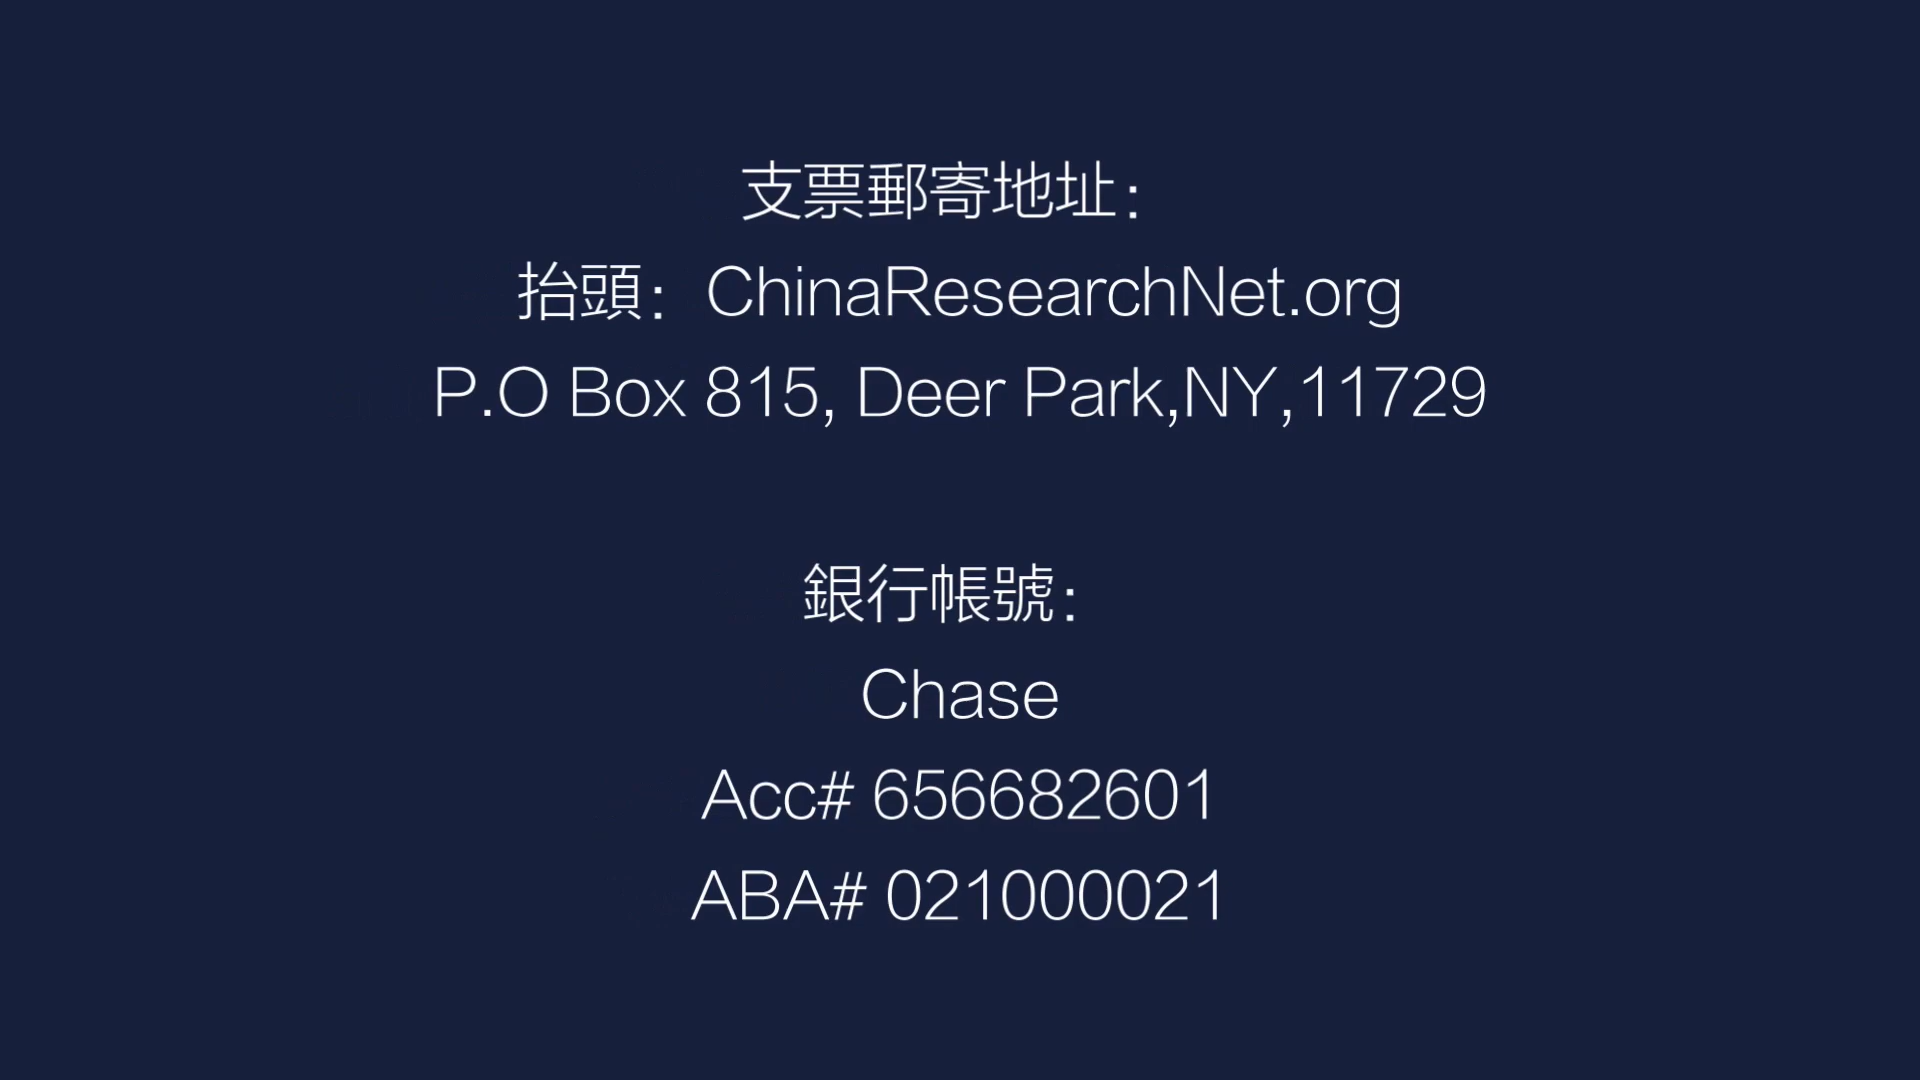 支票郵寄地址：
抬頭：ChinaResearchNet.org
P.O Box 815, Deer Park,NY,11729
銀行帳號：
Chase
Acc# 656682601
ABA# 021000021